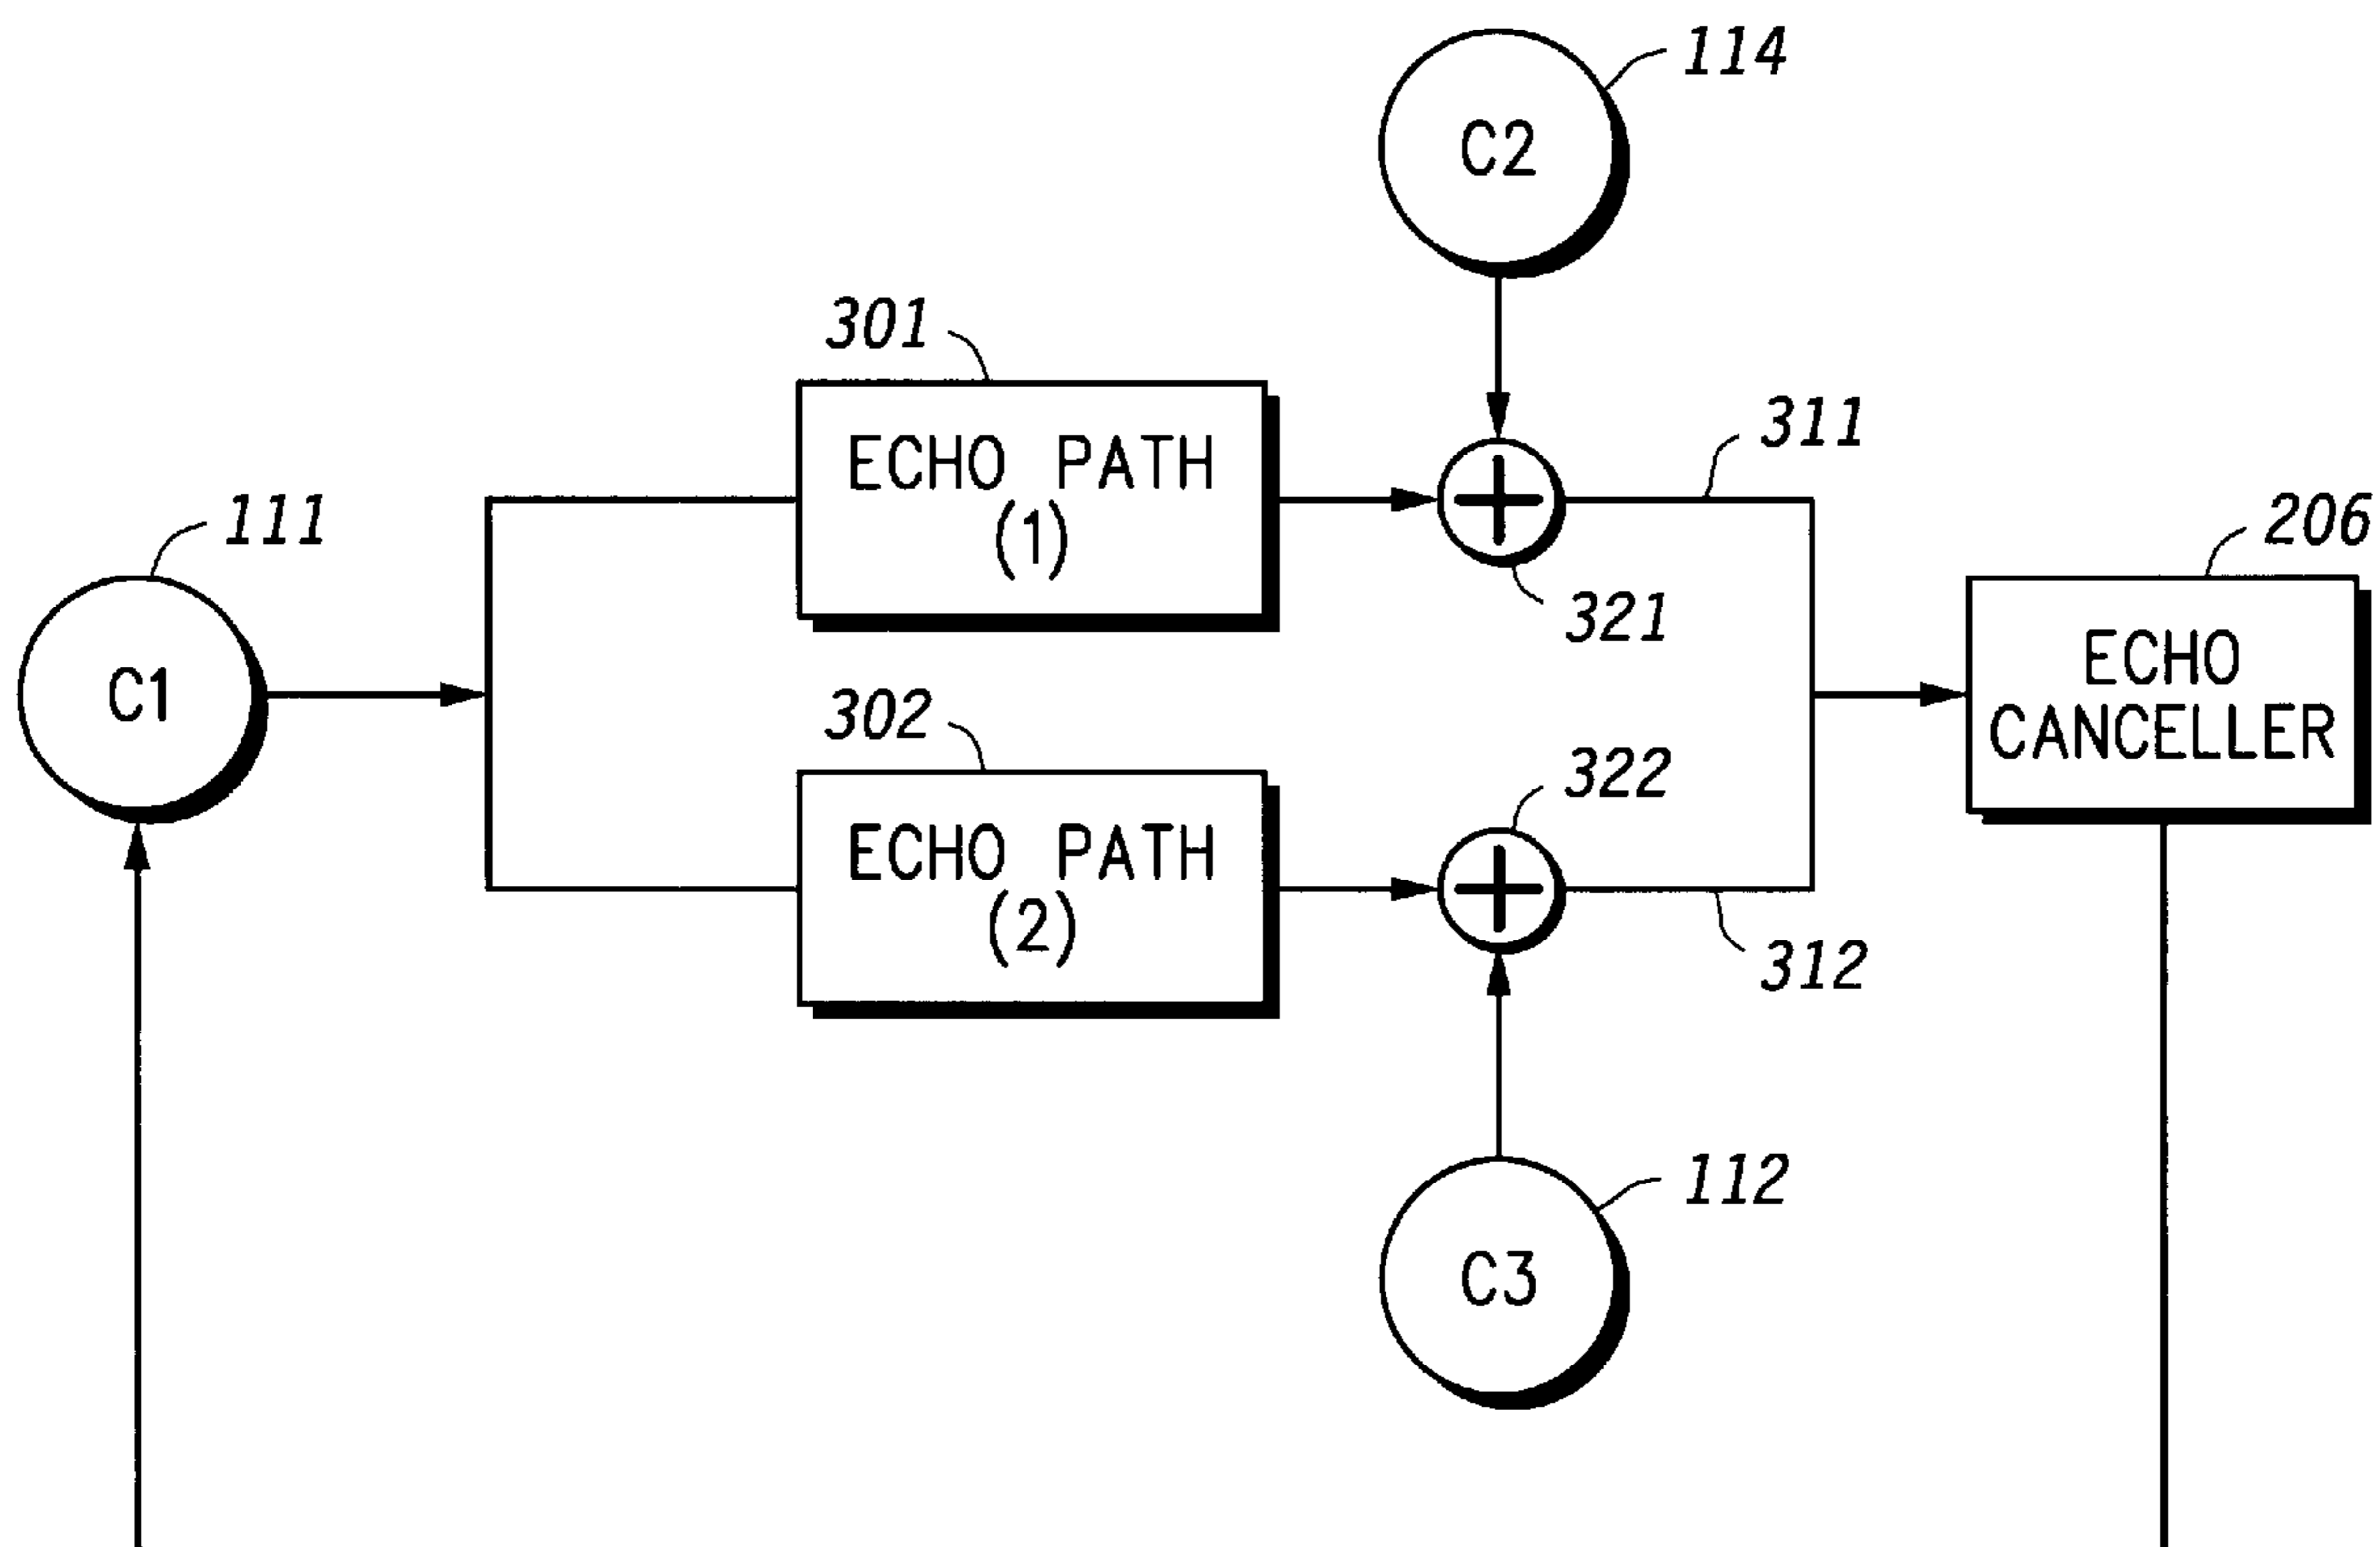 114
C2
301
ECHO PATH
(1)
311
111
206
321
ECHO
CANCELLER
C1
302
322
ECHO PATH
(2)
312
112
C3